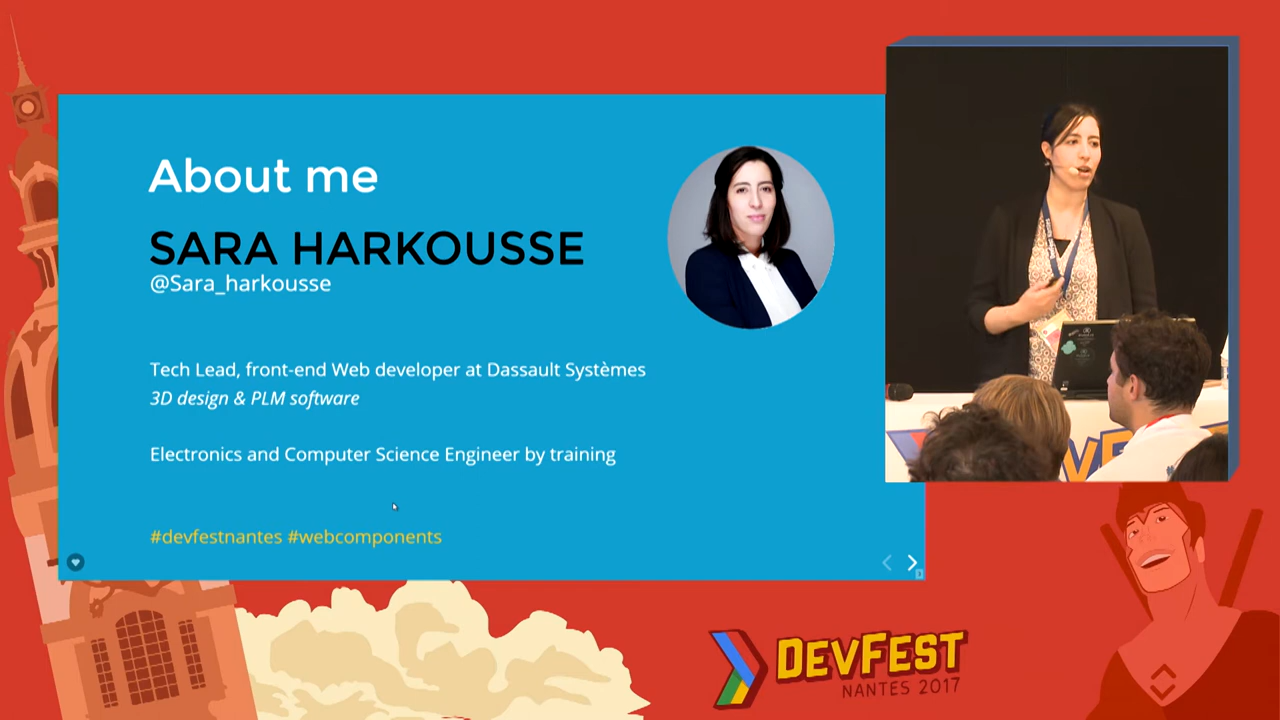 About me
SARA HARKOUSSE
@Sara_harkousse
Tech Lead, front-end Web developer at Dassault Systèmes
3D design & PLM software
Electronics and Computer Science Engineer by training
#devfestnantes #webcomponents
DEVFEST
NANTES 2017